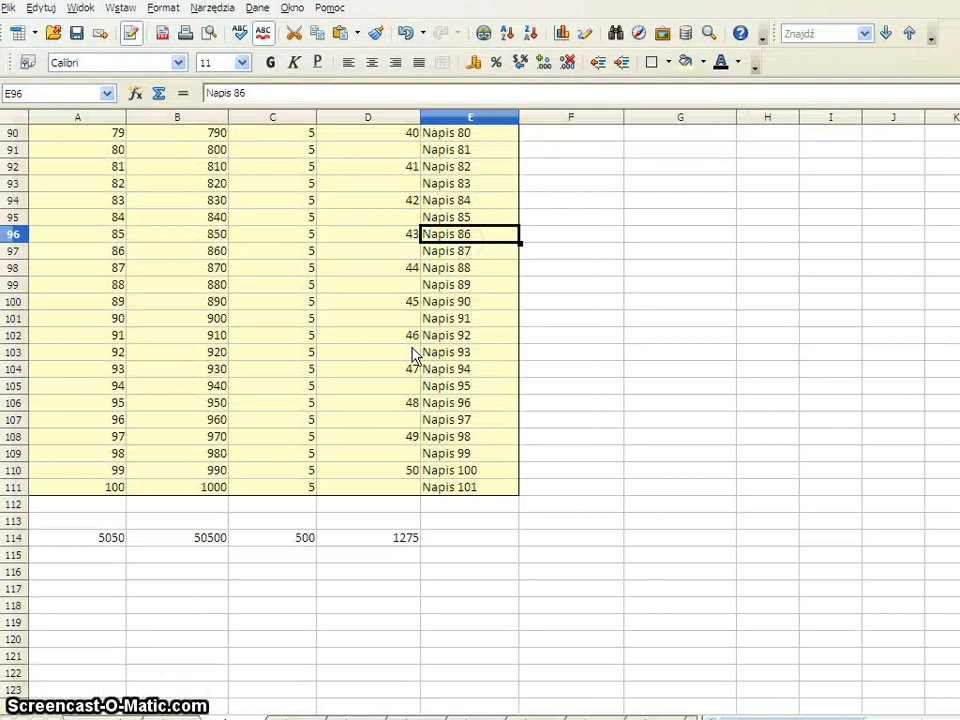 Plik Edytuj Widok Wstaw Format Narzędzia Dane Okno Pomoc
Znajdź
Calibri 11
E96 Napis 86
A B C D E F G H I J K
90 79 790 5 40 Napis 80
91 80 800 5 Napis 81
92 81 810 5 41 Napis 82
93 82 820 5 Napis 83
94 83 830 5 42 Napis 84
95 84 840 5 Napis 85
96 85 850 5 43 Napis 86
97 86 860 5 Napis 87
98 87 870 5 44 Napis 88
99 88 880 5 Napis 89
100 89 890 5 45 Napis 90
101 90 900 5 Napis 91
102 91 910 5 46 Napis 92
103 92 920 5 Napis 93
104 93 930 5 47 Napis 94
105 94 940 5 Napis 95
106 95 950 5 48 Napis 96
107 96 960 5 Napis 97
108 97 970 5 49 Napis 98
109 98 980 5 Napis 99
110 99 990 5 50 Napis 100
111 100 1000 5 Napis 101
112
113
114 5050 50500 500 1275
115
116
117
118
119
120
121
122
123
Screencast-O-Matic.com